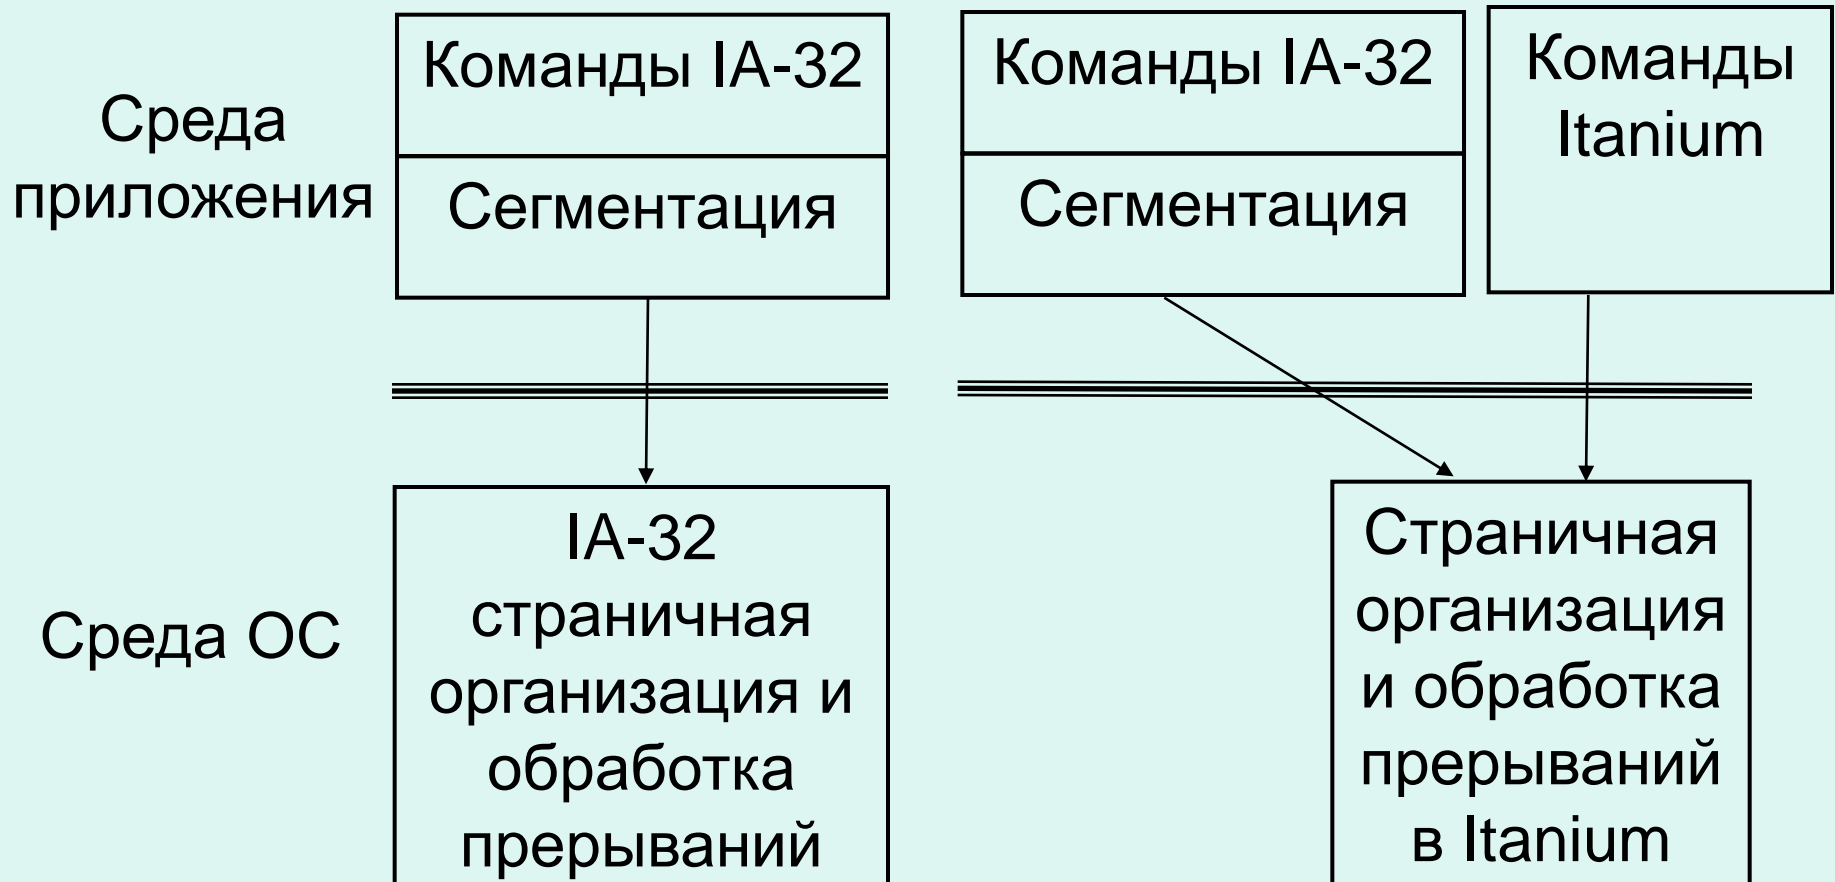 Среда
приложения
Команды IA-32
Сегментация
Команды IA-32
Сегментация
Команды
Itanium
Среда ОС
IA-32
страничная
организация и
обработка
прерываний
Страничная
организация
и обработка
прерываний
в Itanium